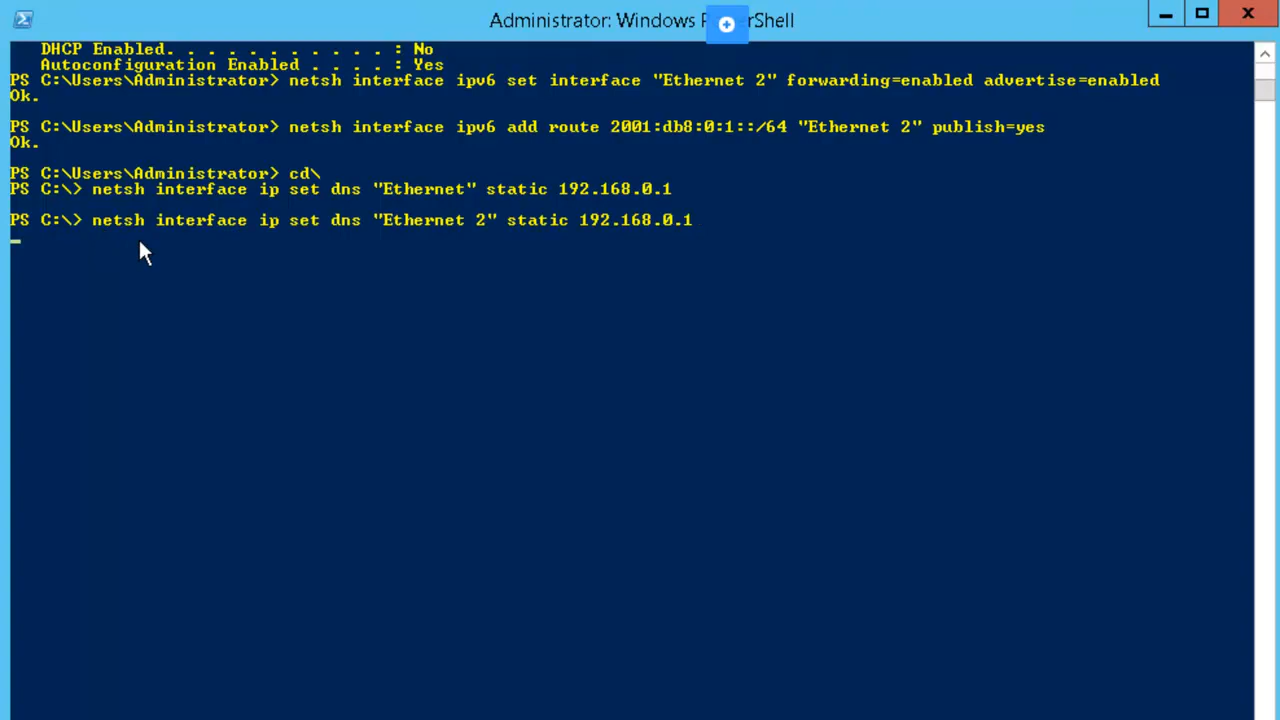 Administrator: Windows PowerShell
DHCP Enabled. . . . . . . . . . . : No
Autoconfiguration Enabled . . . . : Yes
PS C:\Users\Administrator> netsh interface ipv6 set interface "Ethernet 2" forwarding=enabled advertise=enabled
Ok.
PS C:\Users\Administrator> netsh interface ipv6 add route 2001:db8:0:1::/64 "Ethernet 2" publish=yes
Ok.
PS C:\Users\Administrator> cd\
PS C:\> netsh interface ip set dns "Ethernet" static 192.168.0.1
PS C:\> netsh interface ip set dns "Ethernet 2" static 192.168.0.1